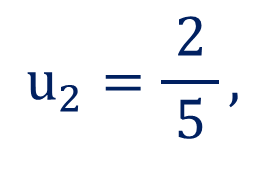 u₂ = 2/5,